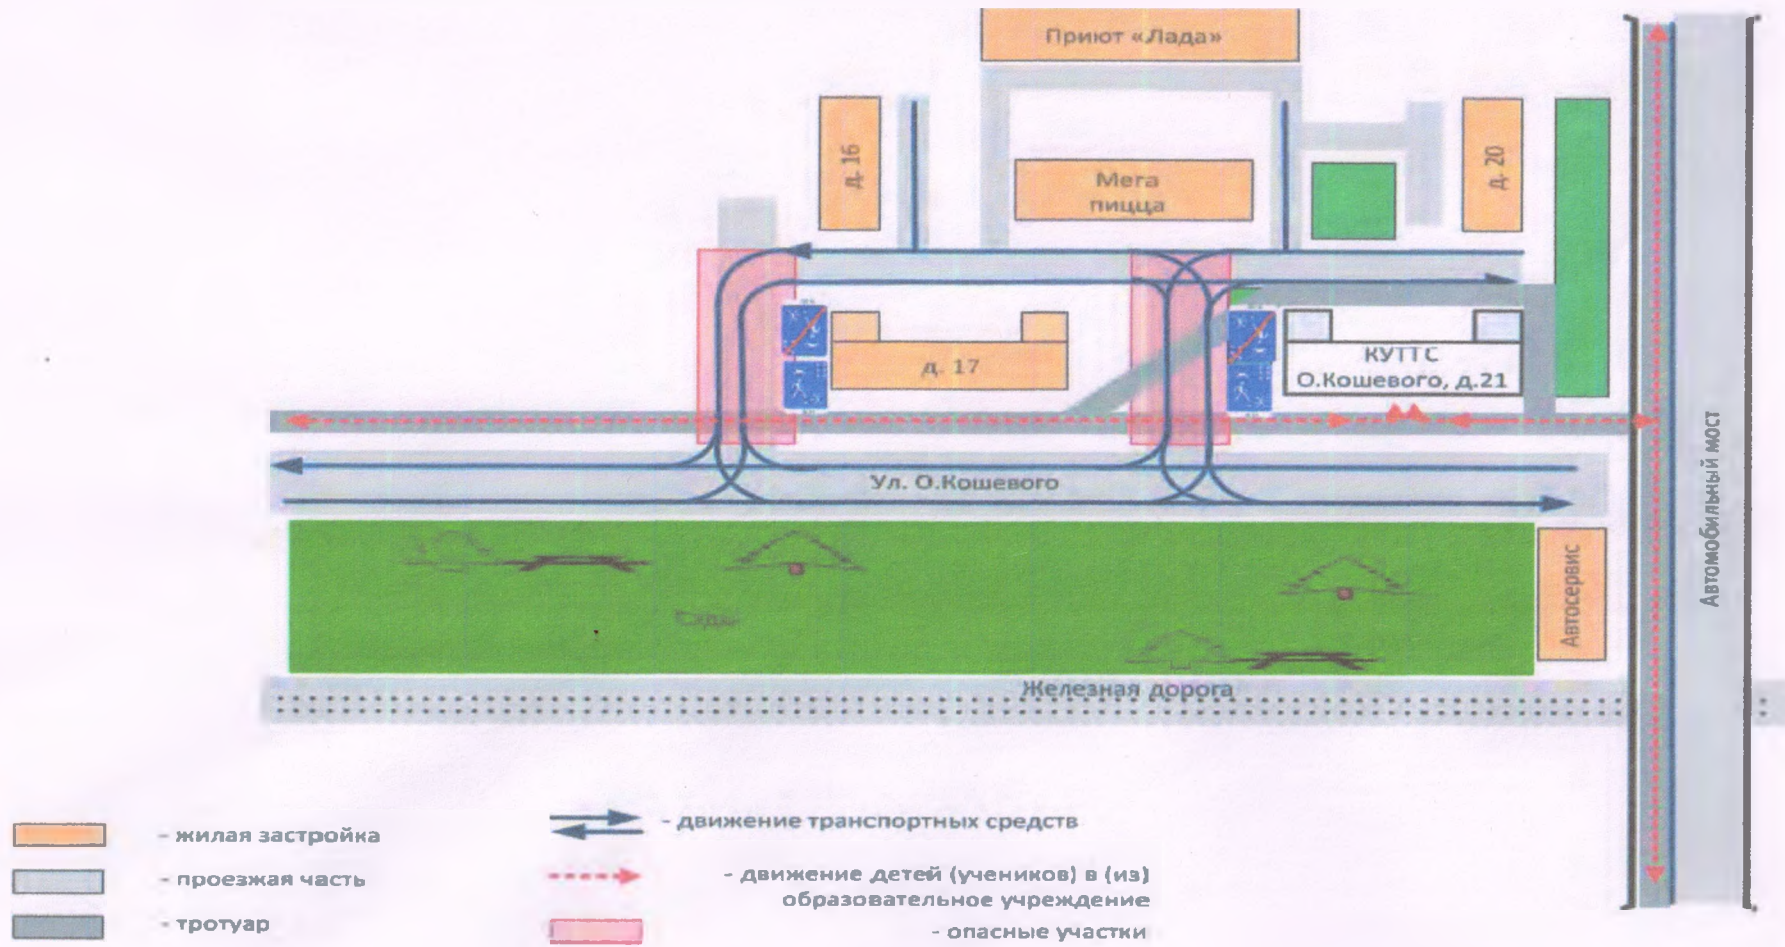 Приют «Лада»
д. 16
Мега
пицца
д. 20
д. 17
КУТТС
О.Кошевого, д.21
Ул. О.Кошевого
Автомобильный мост
Автосервис
Железная дорога
- жилая застройка
- проезжая часть
- тротуар
- движение транспортных средств
- движение детей (учеников) в (из)
образовательное учреждение
- опасные участки